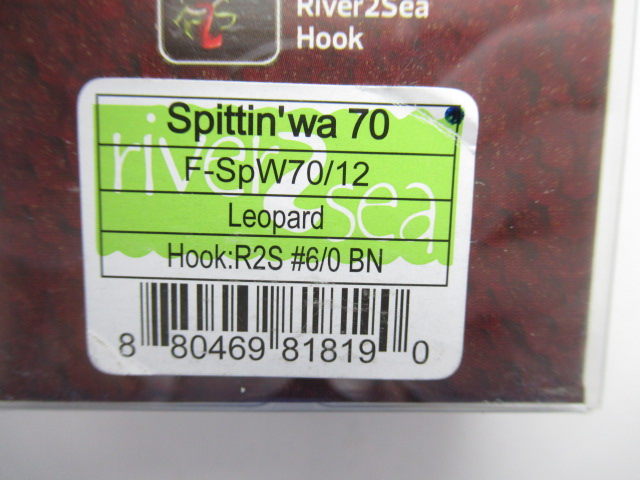 River2Sea
Hook
Spittin'wa 70
river2sea
F-SpW70/12
Leopard
Hook:R2S #6/0 BN
8 80469 81819 0